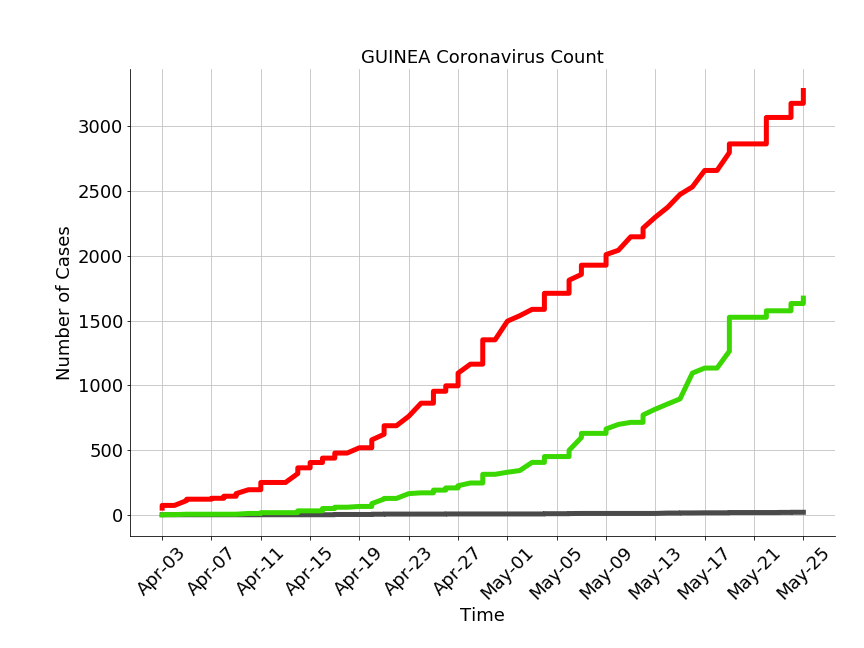 GUINEA Coronavirus Count
Number of Cases
3000
2500
2000
1500
1000
500
0
Apr-03
Apr-07
Apr-11
Apr-15
Apr-19
Apr-23
Apr-27
May-01
May-05
May-09
May-13
May-17
May-21
May-25
Time